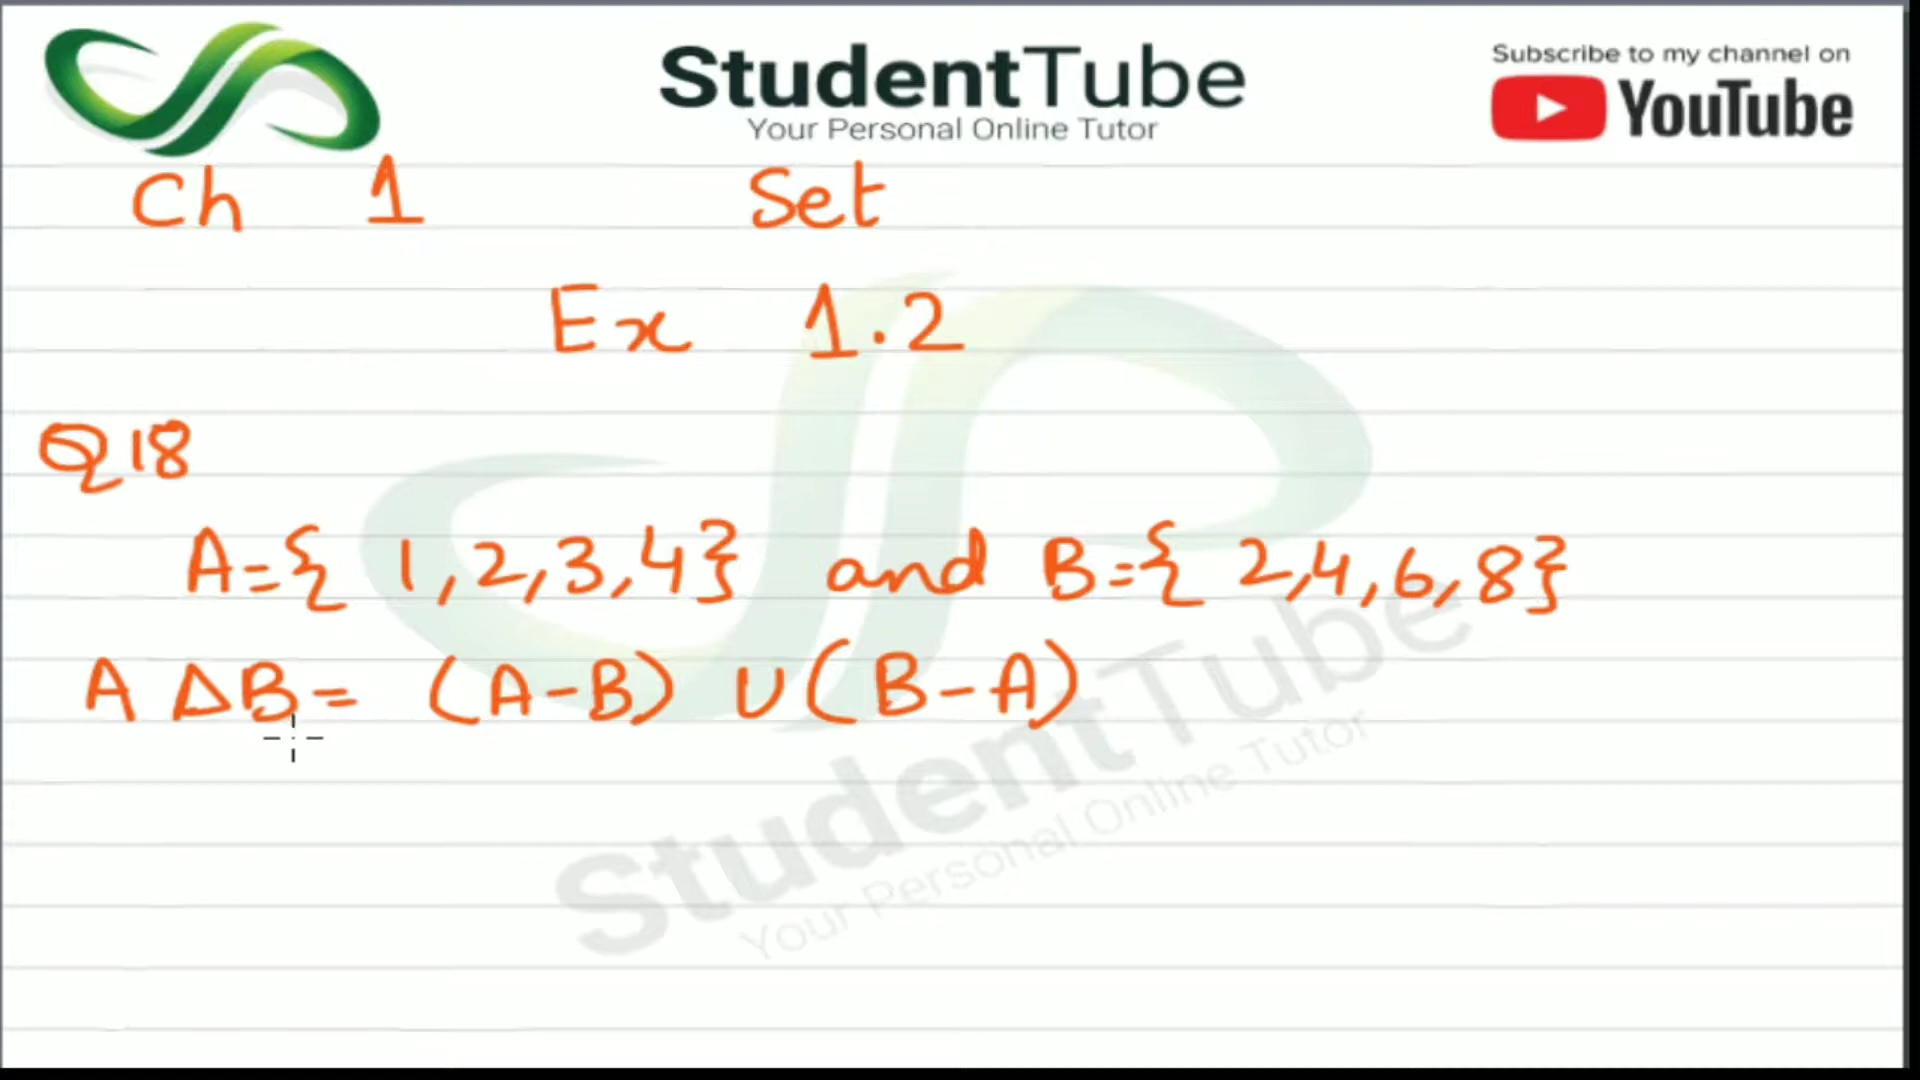 StudentTube
Your Personal Online Tutor
Subscribe to my channel on
YouTube
Ch 1 Set
Ex 1.2
Q18
A={ 1,2,3,4} and B={ 2,4,6,8}
A ΔB= (A-B) ∪ (B-A)
StudentTube
Your Personal Online Tutor